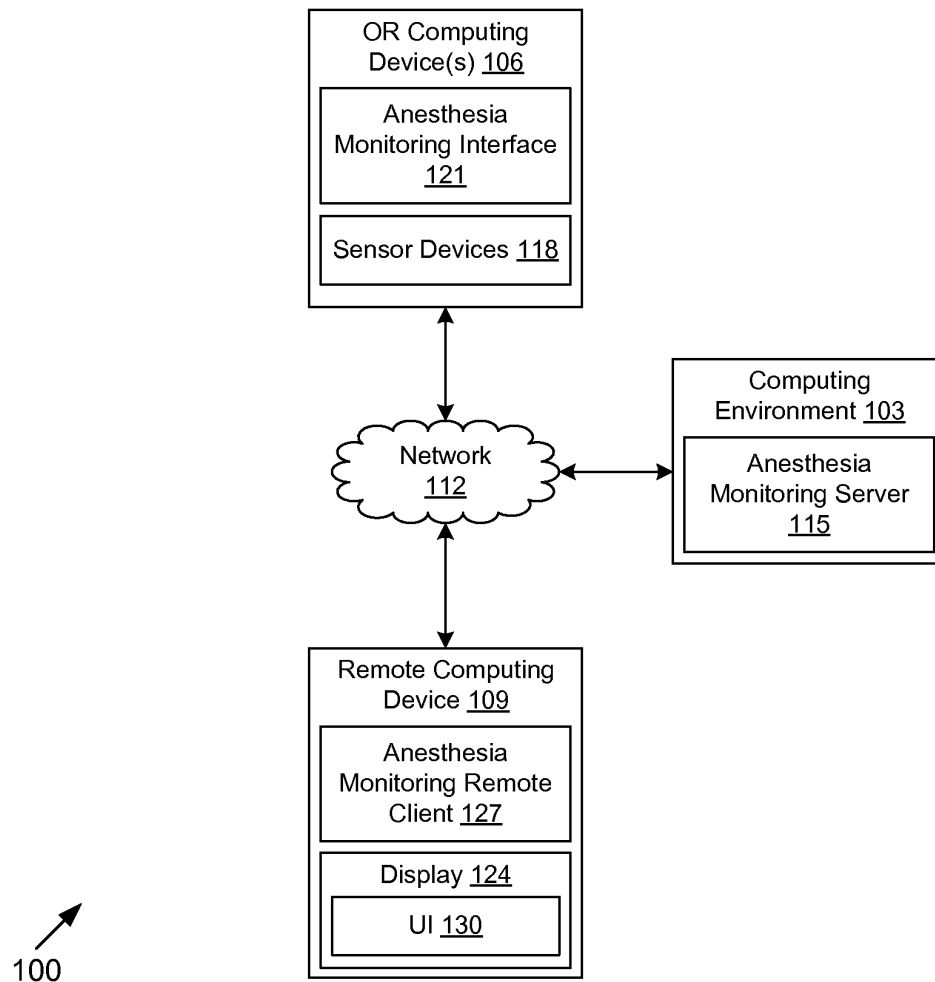 OR Computing
Device(s) 106
Anesthesia
Monitoring Interface
121
Sensor Devices 118
Computing
Environment 103
Network
112
Anesthesia
Monitoring Server
115
Remote Computing
Device 109
Anesthesia
Monitoring Remote
Client 127
Display 124
UI 130
100